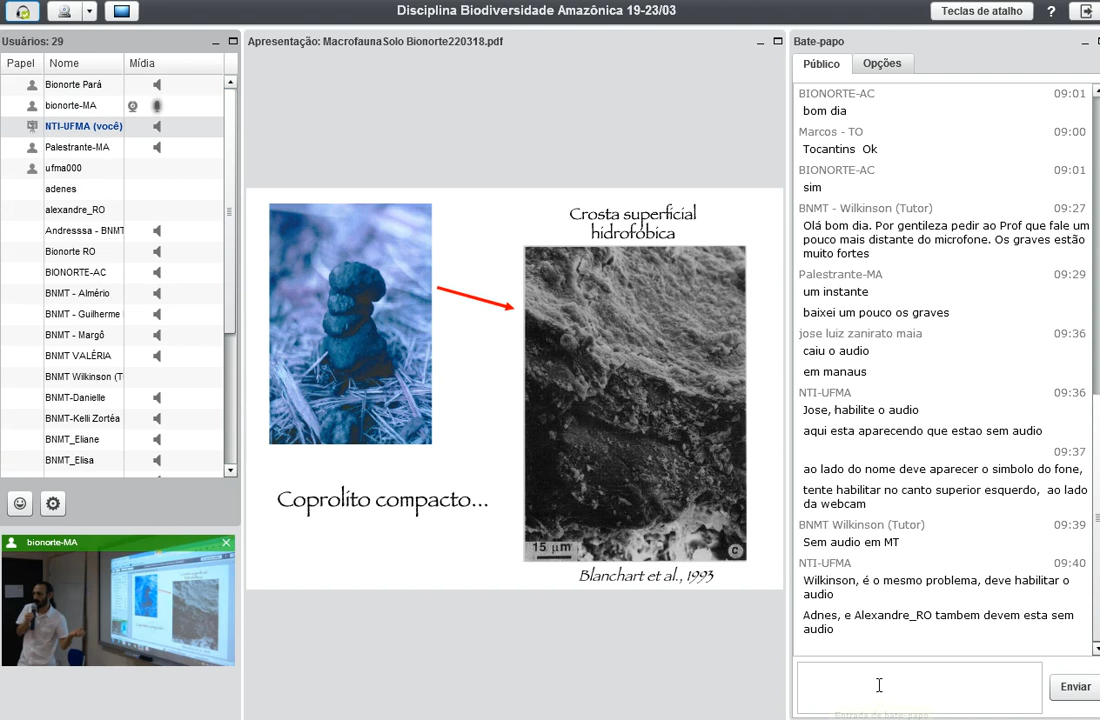 Disciplina Biodiversidade Amazônica 19-23/03
Teclas de atalho
?
Usuários: 29
Papel Nome Mídia
Bionorte Pará
bionorte-MA
NTI-UFMA (você)
Palestrante-MA
ufma000
adenes
alexandre_RO
Andresssa - BNMT
Bionorte RO
BIONORTE-AC
BNMT - Almério
BNMT - Guilherme
BNMT - Margô
BNMT VALÉRIA
BNMT Wilkinson (T
BNMT-Danielle
BNMT-Kelli Zortéa
BNMT_Eliane
BNMT_Elisa
bionorte-MA
Apresentação: MacrofaunaSolo Bionorte220318.pdf
Crosta superficial
hidrofóbica
Coprolito compacto...
15 µm
C
Blanchart et al., 1993
Bate-papo
Público Opções
BIONORTE-AC 09:01
bom dia
Marcos - TO 09:00
Tocantins Ok
BIONORTE-AC 09:01
sim
BNMT - Wilkinson (Tutor) 09:27
Olá bom dia. Por gentileza pedir ao Prof que fale um
pouco mais distante do microfone. Os graves estão
muito fortes
Palestrante-MA 09:29
um instante
baixei um pouco os graves
jose luiz zanirato maia 09:36
caiu o audio
em manaus
NTI-UFMA 09:36
Jose, habilite o audio
aqui esta aparecendo que estao sem audio
09:37
ao lado do nome deve aparecer o simbolo do fone,
tente habilitar no canto superior esquerdo, ao lado
da webcam
BNMT Wilkinson (Tutor) 09:39
Sem audio em MT
NTI-UFMA 09:40
Wilkinson, é o mesmo problema, deve habilitar o
audio
Adnes, e Alexandre_RO tambem devem esta sem
audio
Enviar
Entrada de bate-papo